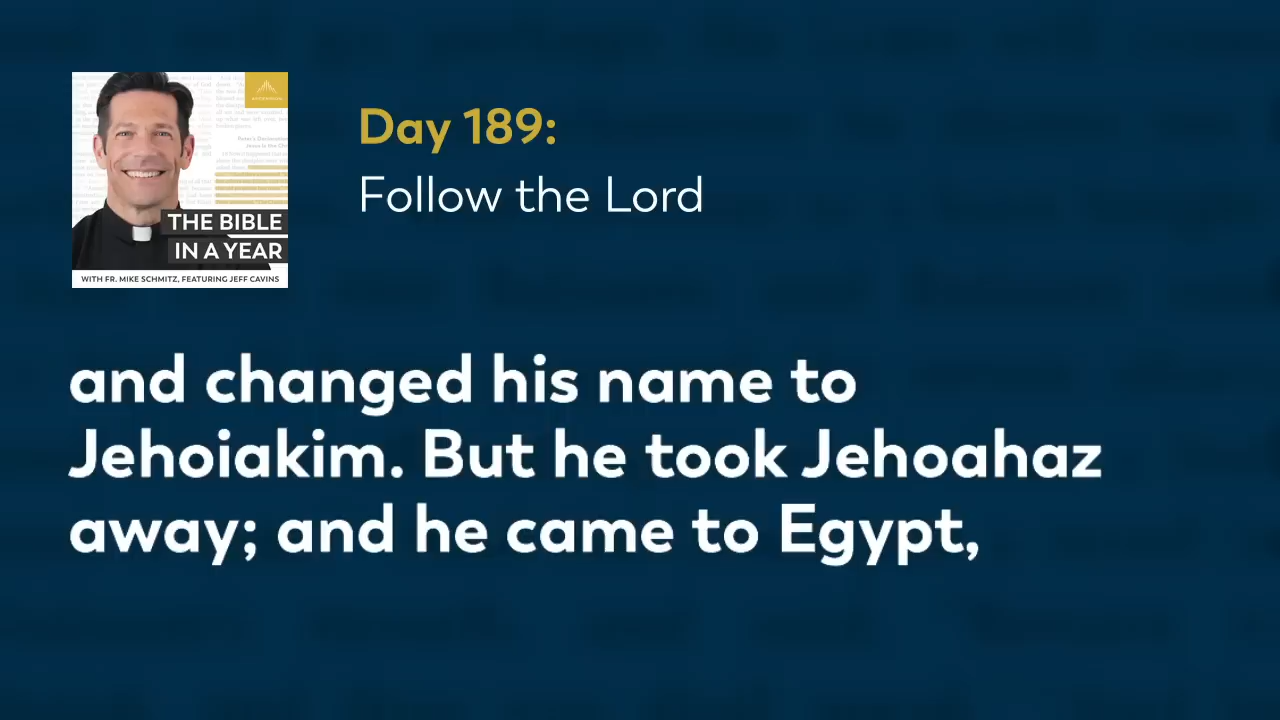 Day 189:
Follow the Lord
THE BIBLE
IN A YEAR
WITH FR. MIKE SCHMITZ, FEATURING JEFF CAVINS
and changed his name to
Jehoiakim. But he took Jehoahaz
away; and he came to Egypt,